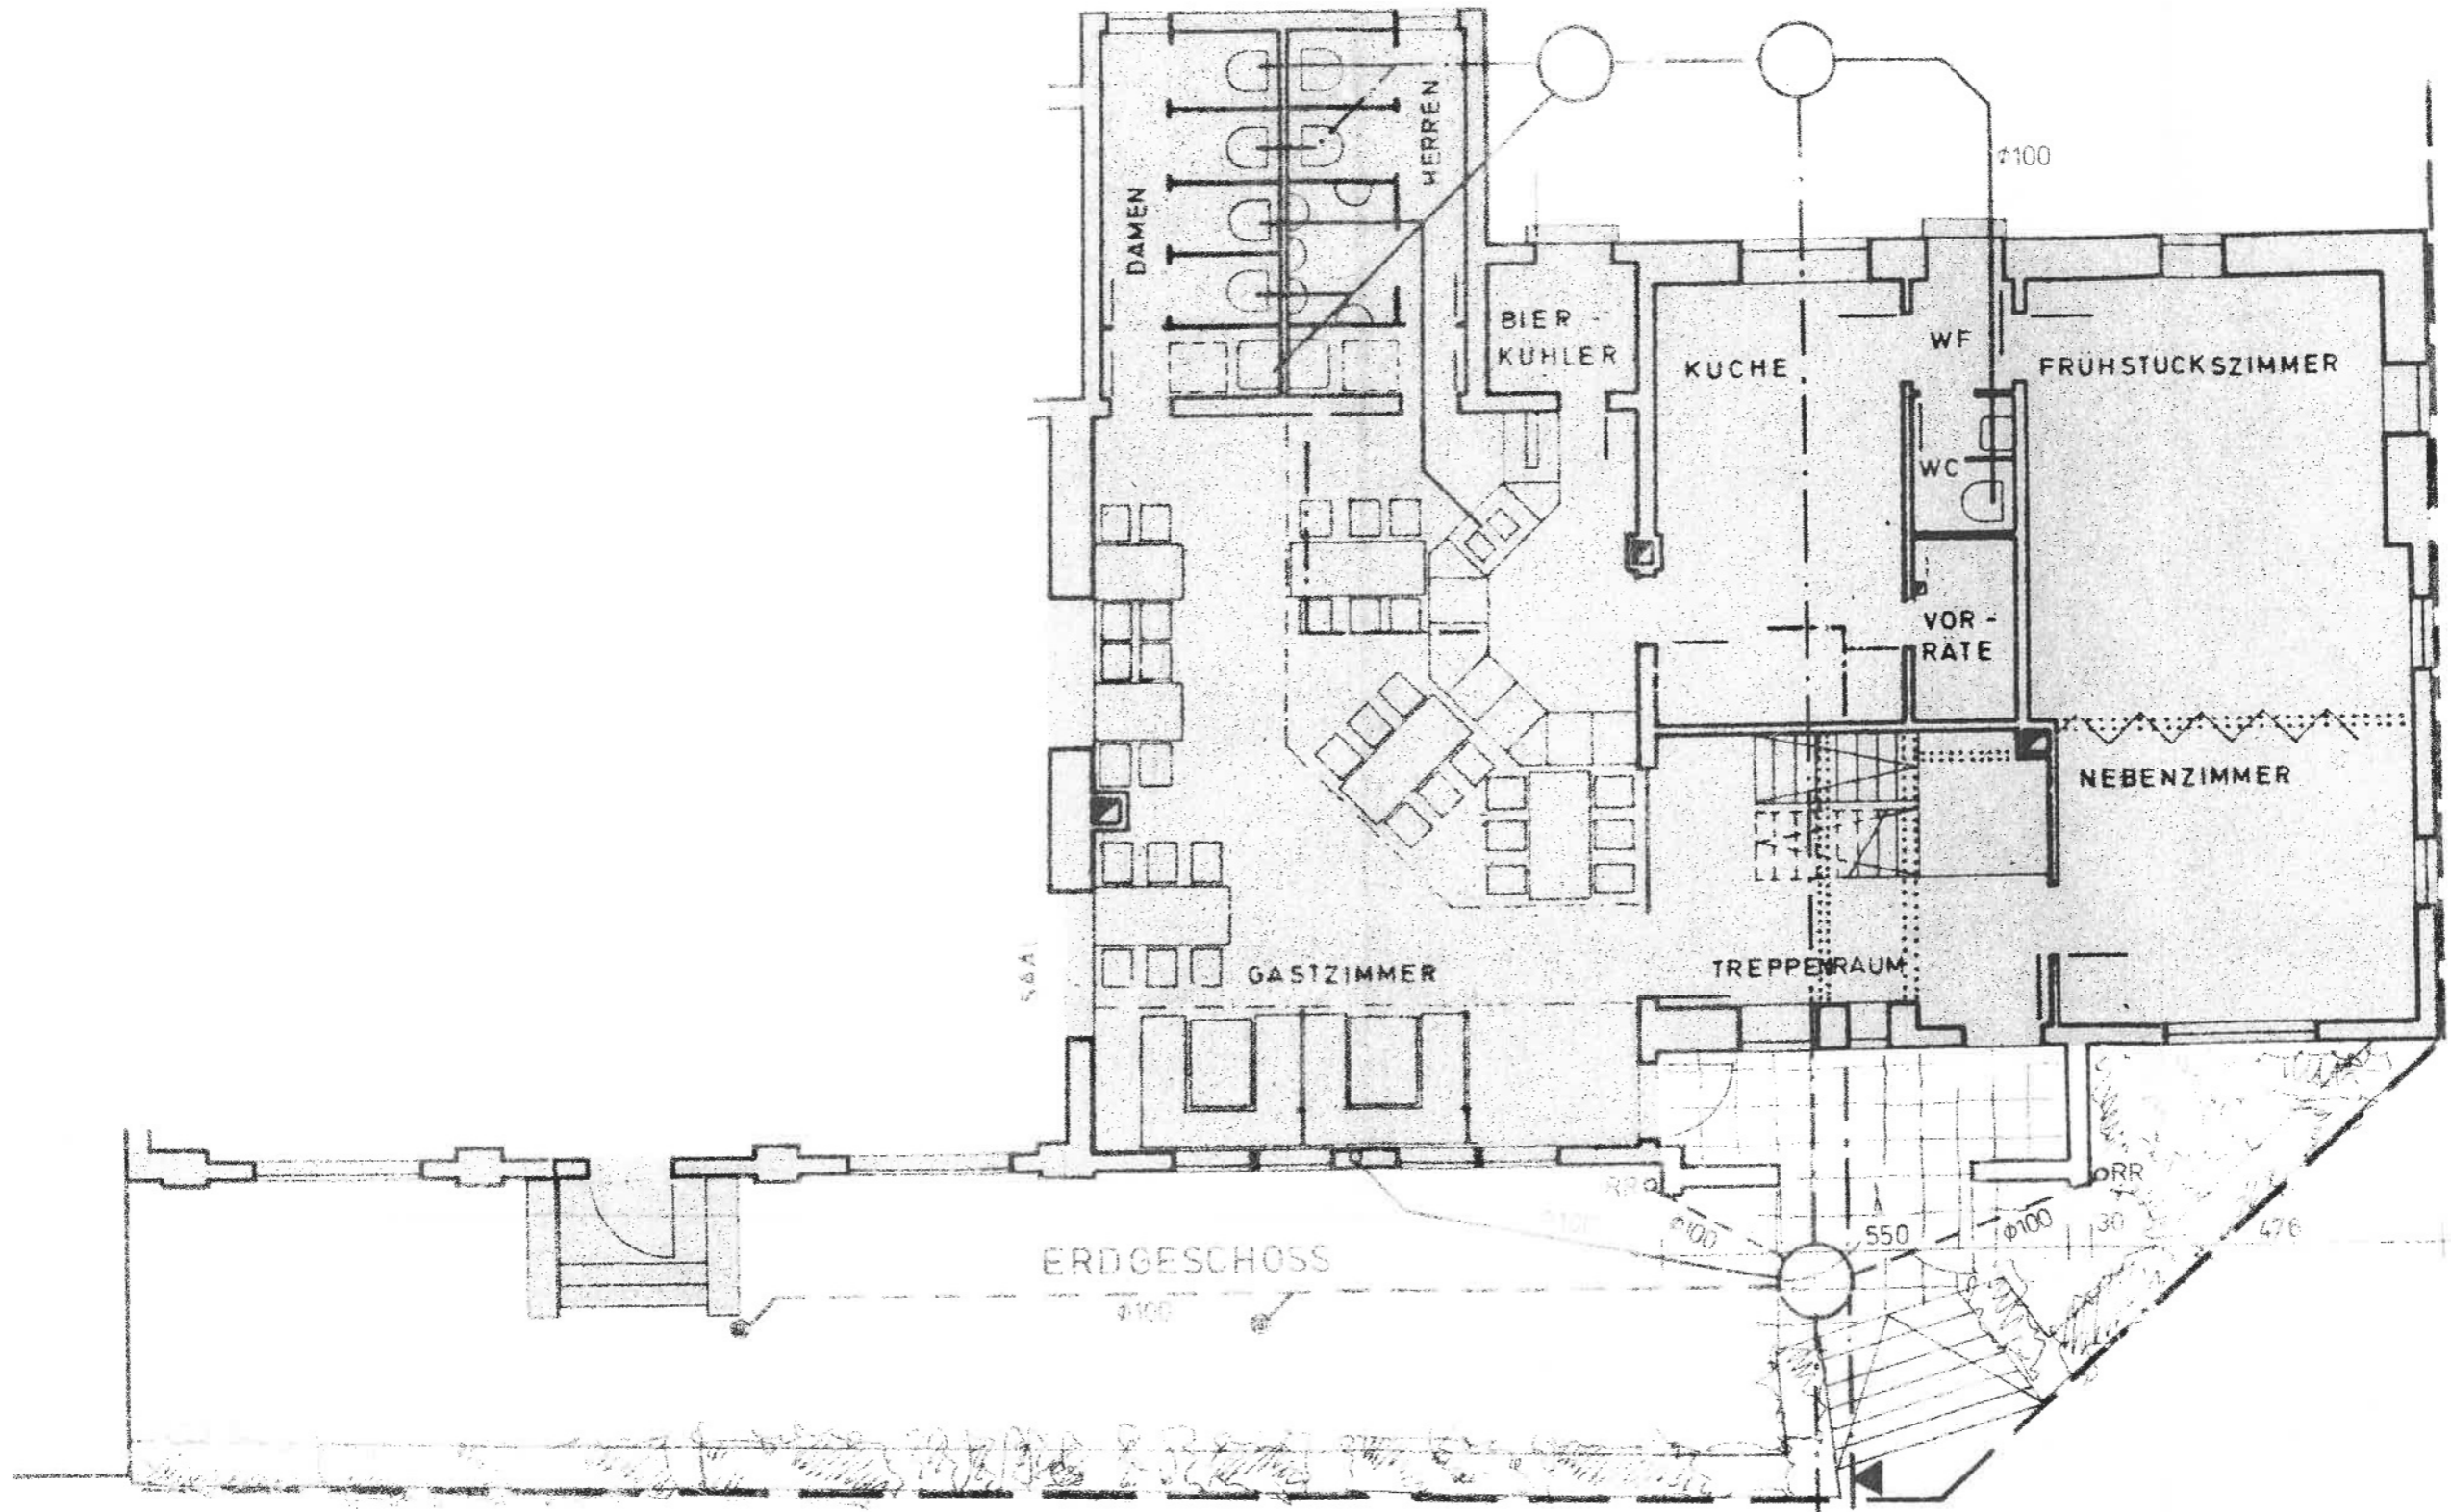 HERREN
DAMEN
φ100
BIER -
KÜHLER
KÜCHE
WF
FRÜHSTÜCKSZIMMER
WC
VOR -
RÄTE
NEBENZIMMER
GASTZIMMER
TREPPENRAUM
RR
RR
φ100
550
φ100
30
476
ERDGESCHOSS
φ100